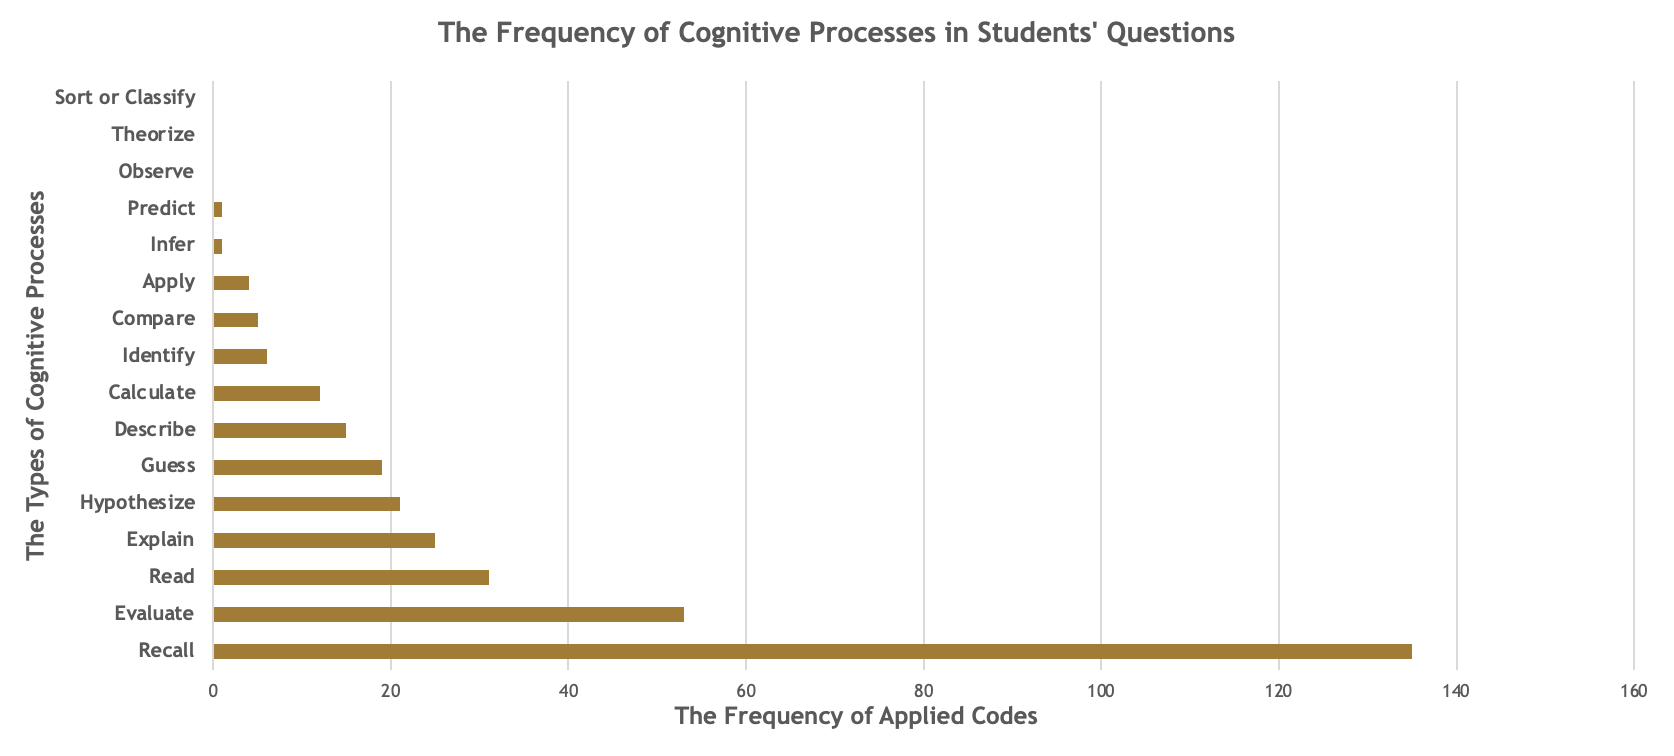 The Frequency of Cognitive Processes in Students' Questions
The Types of Cognitive Processes
Sort or Classify
Theorize
Observe
Predict
Infer
Apply
Compare
Identify
Calculate
Describe
Guess
Hypothesize
Explain
Read
Evaluate
Recall
0 20 40 60 80 100 120 140 160
The Frequency of Applied Codes